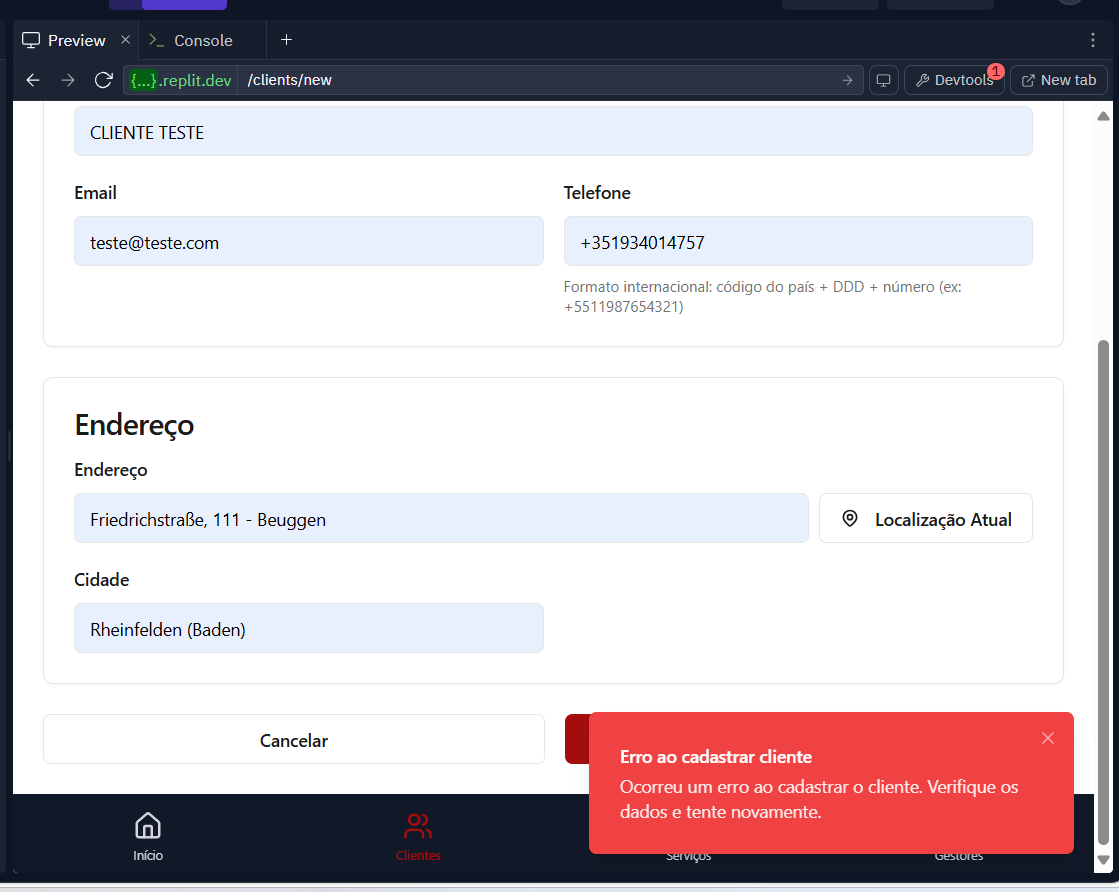 Preview
Console
{...}.replit.dev
/clients/new
Devtools
1
New tab
CLIENTE TESTE
Email
Telefone
teste@teste.com
+351934014757
Formato internacional: código do país + DDD + número (ex:
+5511987654321)
Endereço
Endereço
Friedrichstraße, 111 - Beuggen
Localização Atual
Cidade
Rheinfelden (Baden)
Cancelar
Erro ao cadastrar cliente
Ocorreu um erro ao cadastrar o cliente. Verifique os
dados e tente novamente.
Início
Clientes
Serviços
Gestores